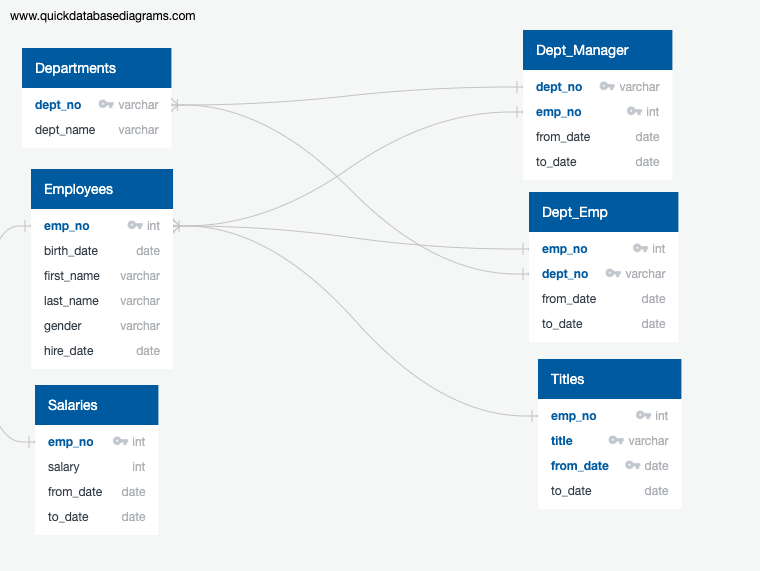 www.quickdatabasediagrams.com
Departments
dept_no varchar
dept_name varchar
Employees
emp_no int
birth_date date
first_name varchar
last_name varchar
gender varchar
hire_date date
Salaries
emp_no int
salary int
from_date date
to_date date
Dept_Manager
dept_no varchar
emp_no int
from_date date
to_date date
Dept_Emp
emp_no int
dept_no varchar
from_date date
to_date date
Titles
emp_no int
title varchar
from_date date
to_date date